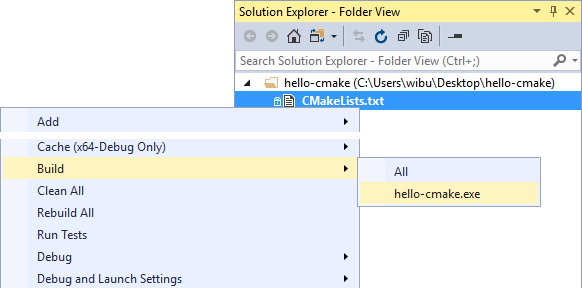 Solution Explorer - Folder View
Search Solution Explorer - Folder View (Ctrl+;)
hello-cmake (C:\Users\wibu\Desktop\hello-cmake)
CMakeLists.txt
Add
Cache (x64-Debug Only)
Build
All
hello-cmake.exe
Clean All
Rebuild All
Run Tests
Debug
Debug and Launch Settings